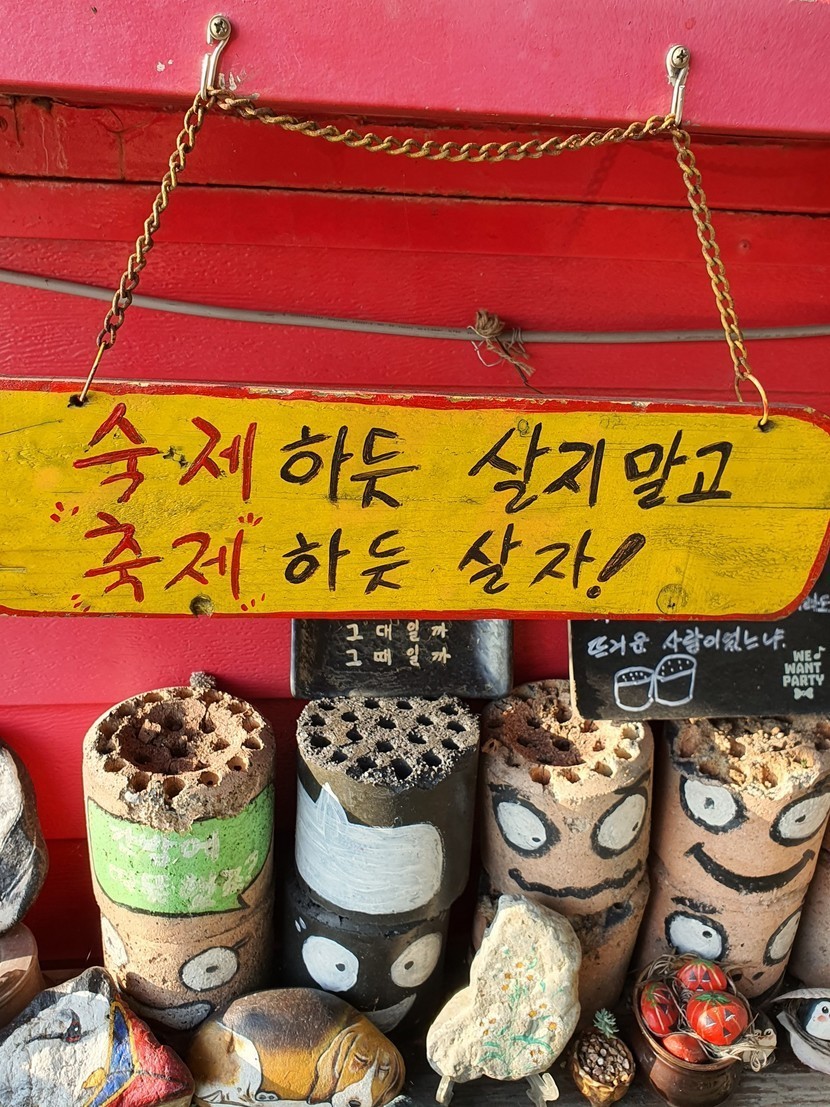 숙제하듯 살지말고
축제하듯 살자!
그대일까
그때일까
뜨거운 사람이었느냐.
WE
WANT
PARTY